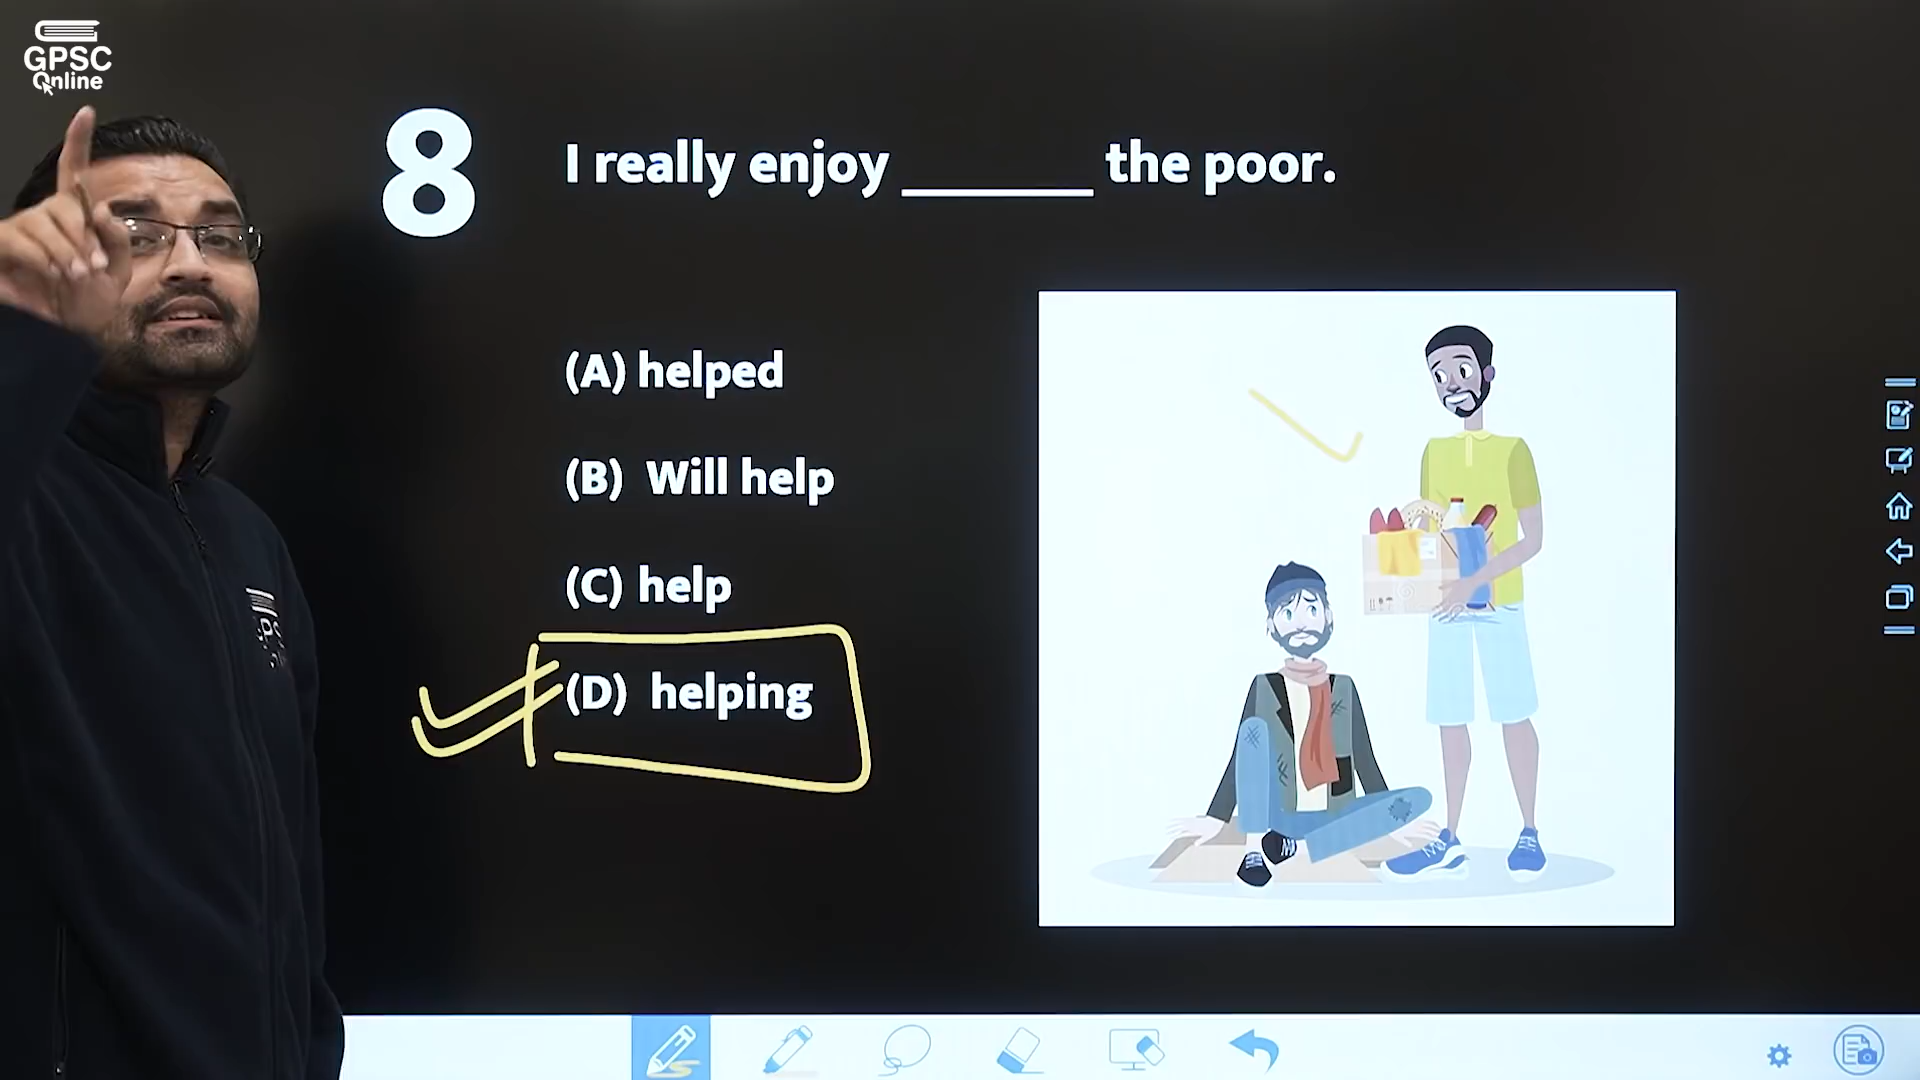 GPSC
Online
8
I really enjoy ______ the poor.
(A) helped
(B) Will help
(C) help
(D) helping